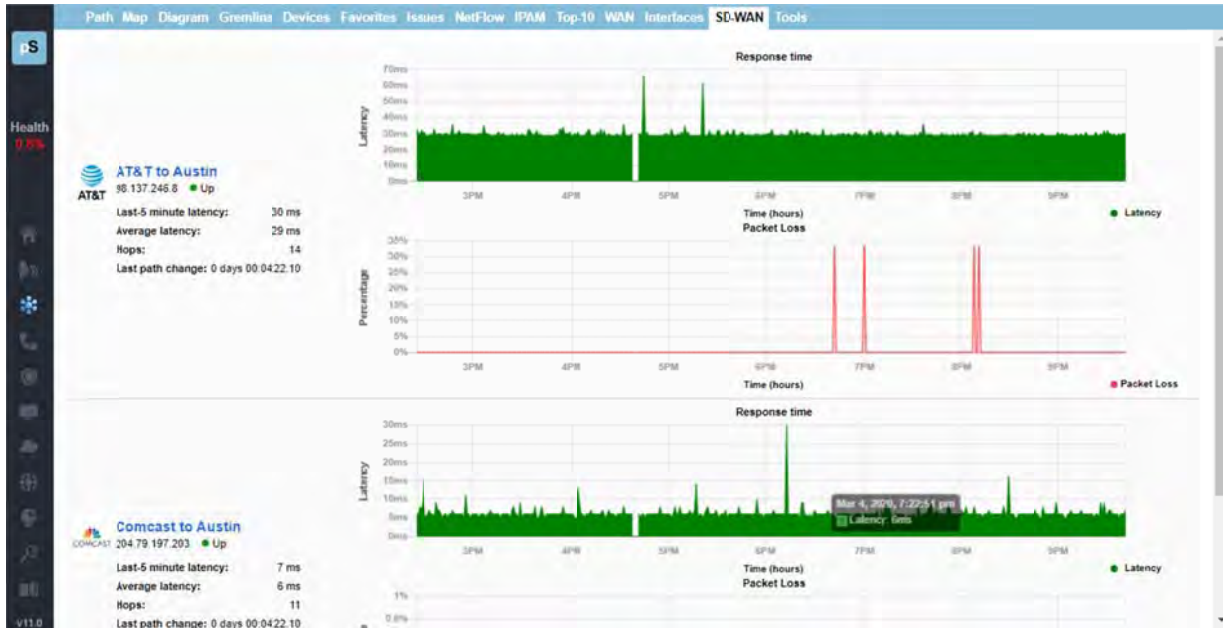 Path Map Diagram Gremlins Devices Favorites Issues NetFlow IPAM Top-10 WAN Interfaces SD-WAN Tools
pS
Health
0.8%
v11.0
AT&T
AT&T to Austin
98.137.246.8 Up
Last-5 minute latency: 30 ms
Average latency: 29 ms
Hops: 14
Last path change: 0 days 00:0422.10
Response time
Latency
70ms
60ms
50ms
40ms
30ms
20ms
10ms
0ms
3PM 4PM 5PM 6PM 7PM 8PM 9PM
Time (hours)
Latency
Packet Loss
Percentage
35%
30%
25%
20%
15%
10%
5%
0%
3PM 4PM 5PM 6PM 7PM 8PM 9PM
Time (hours)
Packet Loss
COMCAST
Comcast to Austin
204.79.197.203 Up
Last-5 minute latency: 7 ms
Average latency: 6 ms
Hops: 11
Last path change: 0 days 00:0422.10
Response time
Latency
30ms
25ms
20ms
15ms
10ms
5ms
0ms
Mar 4, 2020, 7:22:51 pm
Latency: 6ms
3PM 4PM 5PM 6PM 7PM 8PM 9PM
Time (hours)
Latency
Packet Loss
1%
0.8%